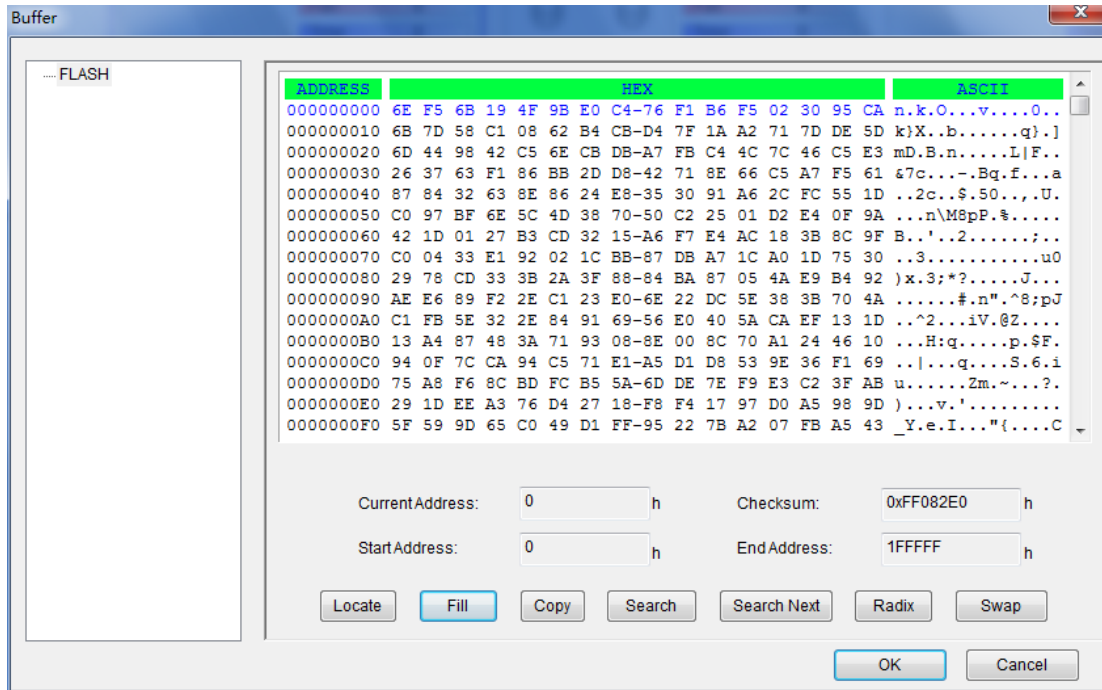 Buffer
FLASH
ADDRESS HEX ASCII
000000000 6E F5 6B 19 4F 9B E0 C4-76 F1 B6 F5 02 30 95 CA n.k.O...v....0..
000000010 6B 7D 58 C1 08 62 B4 CB-D4 7F 1A A2 71 7D DE 5D k}X..b......q}.]
000000020 6D 44 98 42 C5 6E CB DB-A7 FB C4 4C 7C 46 C5 E3 mD.B.n.....L|F..
000000030 26 37 63 F1 86 BB 2D D8-42 71 8E 66 C5 A7 F5 61 &7c...-.Bq.f...a
000000040 87 84 32 63 8E 86 24 E8-35 30 91 A6 2C FC 55 1D ..2c..$.50..,.U.
000000050 C0 97 BF 6E 5C 4D 38 70-50 C2 25 01 D2 E4 0F 9A ...n\M8pP.%.....
000000060 42 1D 01 27 B3 CD 32 15-A6 F7 E4 AC 18 3B 8C 9F B..'..2......;..
000000070 C0 04 33 E1 92 02 1C BB-87 DB A7 1C A0 1D 75 30 ..3...........u0
000000080 29 78 CD 33 3B 2A 3F 88-84 BA 87 05 4A E9 B4 92 )x.3;*?.....J...
000000090 AE E6 89 F2 2E C1 23 E0-6E 22 DC 5E 38 3B 70 4A ......#.n".^8;pJ
0000000A0 C1 FB 5E 32 2E 84 91 69-56 E0 40 5A CA EF 13 1D ..^2...iV.@Z....
0000000B0 13 A4 87 48 3A 71 93 08-8E 00 8C 70 A1 24 46 10 ...H:q.....p.$F.
0000000C0 94 0F 7C CA 94 C5 71 E1-A5 D1 D8 53 9E 36 F1 69 ..|...q....S.6.i
0000000D0 75 A8 F6 8C BD FC B5 5A-6D DE 7E F9 E3 C2 3F AB u......Zm.~...?.
0000000E0 29 1D EE A3 76 D4 27 18-F8 F4 17 97 D0 A5 98 9D )...v.'.........
0000000F0 5F 59 9D 65 C0 49 D1 FF-95 22 7B A2 07 FB A5 43 _Y.e.I..."{....C
Current Address: 0 h Checksum: 0xFF082E0 h
Start Address: 0 h End Address: 1FFFFF h
Locate Fill Copy Search Search Next Radix Swap
OK Cancel